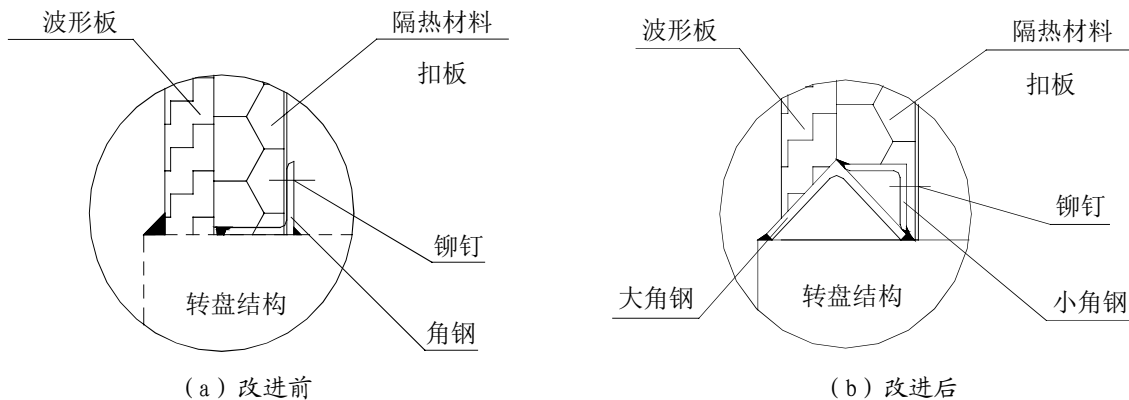 波形板
隔热材料
扣板
铆钉
转盘结构
角钢
(a)改进前
波形板
隔热材料
扣板
铆钉
大角钢
转盘结构
小角钢
(b)改进后